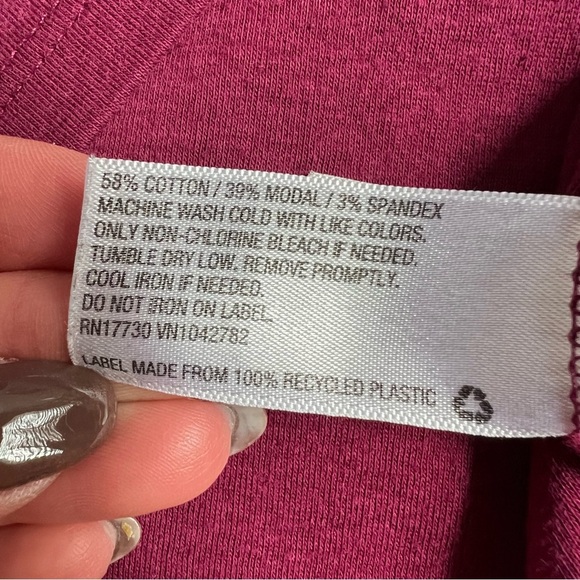 58% COTTON / 39% MODAL / 3% SPANDEX
MACHINE WASH COLD WITH LIKE COLORS.
ONLY NON-CHLORINE BLEACH IF NEEDED.
TUMBLE DRY LOW. REMOVE PROMPTLY.
COOL IRON IF NEEDED.
DO NOT IRON ON LABEL.
RN17730 VN1042782
LABEL MADE FROM 100% RECYCLED PLASTIC